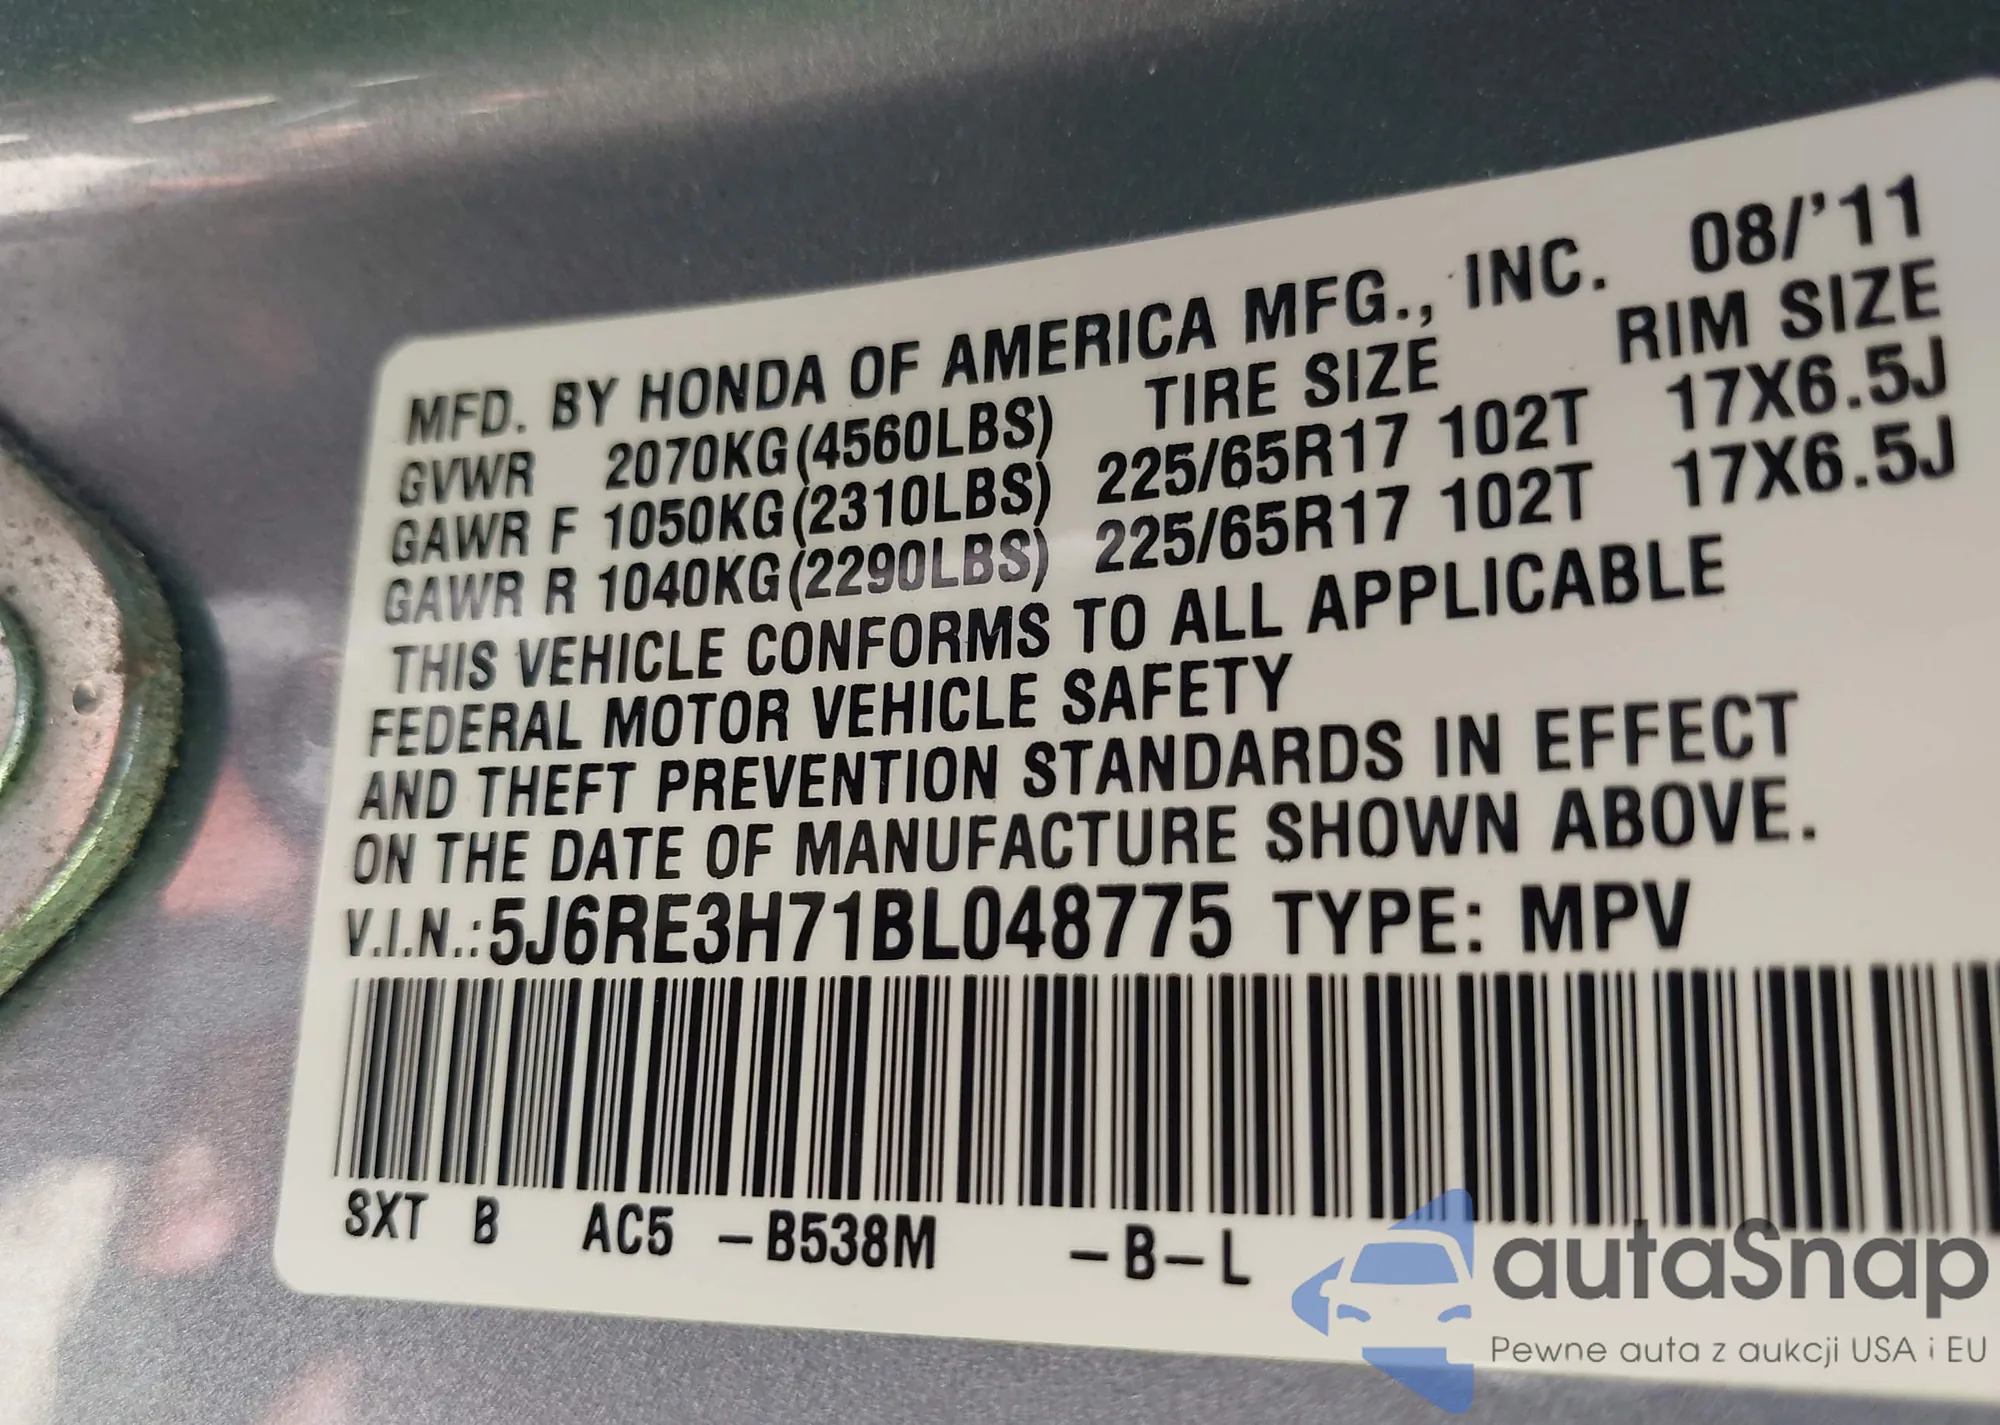 MFD. BY HONDA OF AMERICA MFG., INC. 08/'11
GVWR 2070KG(4560LBS) TIRE SIZE RIM SIZE
GAWR F 1050KG(2310LBS) 225/65R17 102T 17X6.5J
GAWR R 1040KG(2290LBS) 225/65R17 102T 17X6.5J
THIS VEHICLE CONFORMS TO ALL APPLICABLE
FEDERAL MOTOR VEHICLE SAFETY
AND THEFT PREVENTION STANDARDS IN EFFECT
ON THE DATE OF MANUFACTURE SHOWN ABOVE.
V.I.N.:5J6RE3H71BL048775 TYPE: MPV
SXT B AC5 -B538M -B-L
autaSnap
Pewne auta z aukcji USA i EU